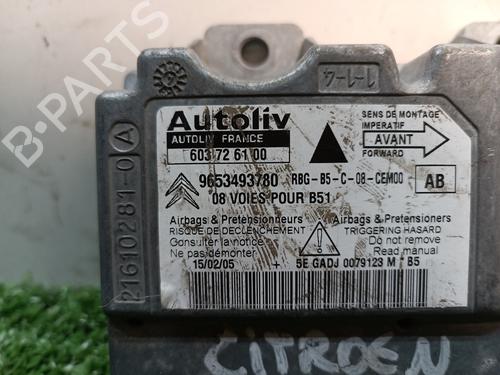 B-Parts
1-1-4
21610281-0 A
Autoliv
AUTOLIV FRANCE
603 72 61 00
SENS DE MONTAGE
IMPERATIF
AVANT
FORWARD
9653493780 RBG-B5-C-08-CEM00 AB
08 VOIES POUR B51
Airbags & Pretensionneurs
RISQUE DE DECLENCHEMENT
Consulter la notice
Ne pas démonter
Airbags & Pretensioners
TRIGGERING HASARD
Do not remove
Read manual
15/02/05 + 5E GADJ 0079123 M B5
CITROEN